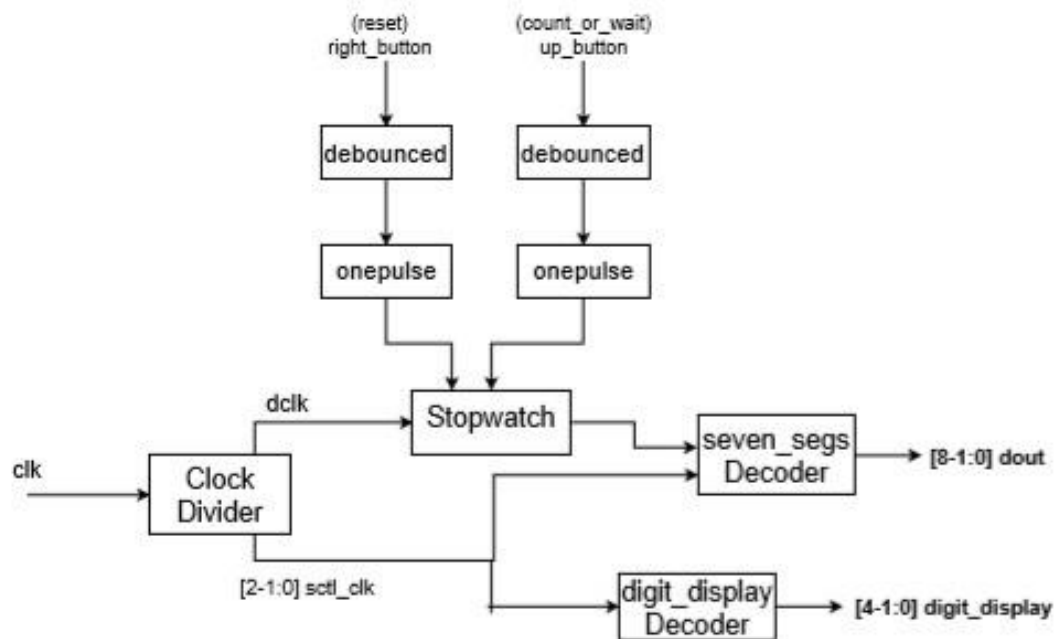 (reset)
right_button
(count_or_wait)
up_button
debounced
debounced
onepulse
onepulse
dclk
Stopwatch
clk
Clock
Divider
seven_segs
Decoder
[8-1:0] dout
[2-1:0] sctl_clk
digit_display
Decoder
[4-1:0] digit_display